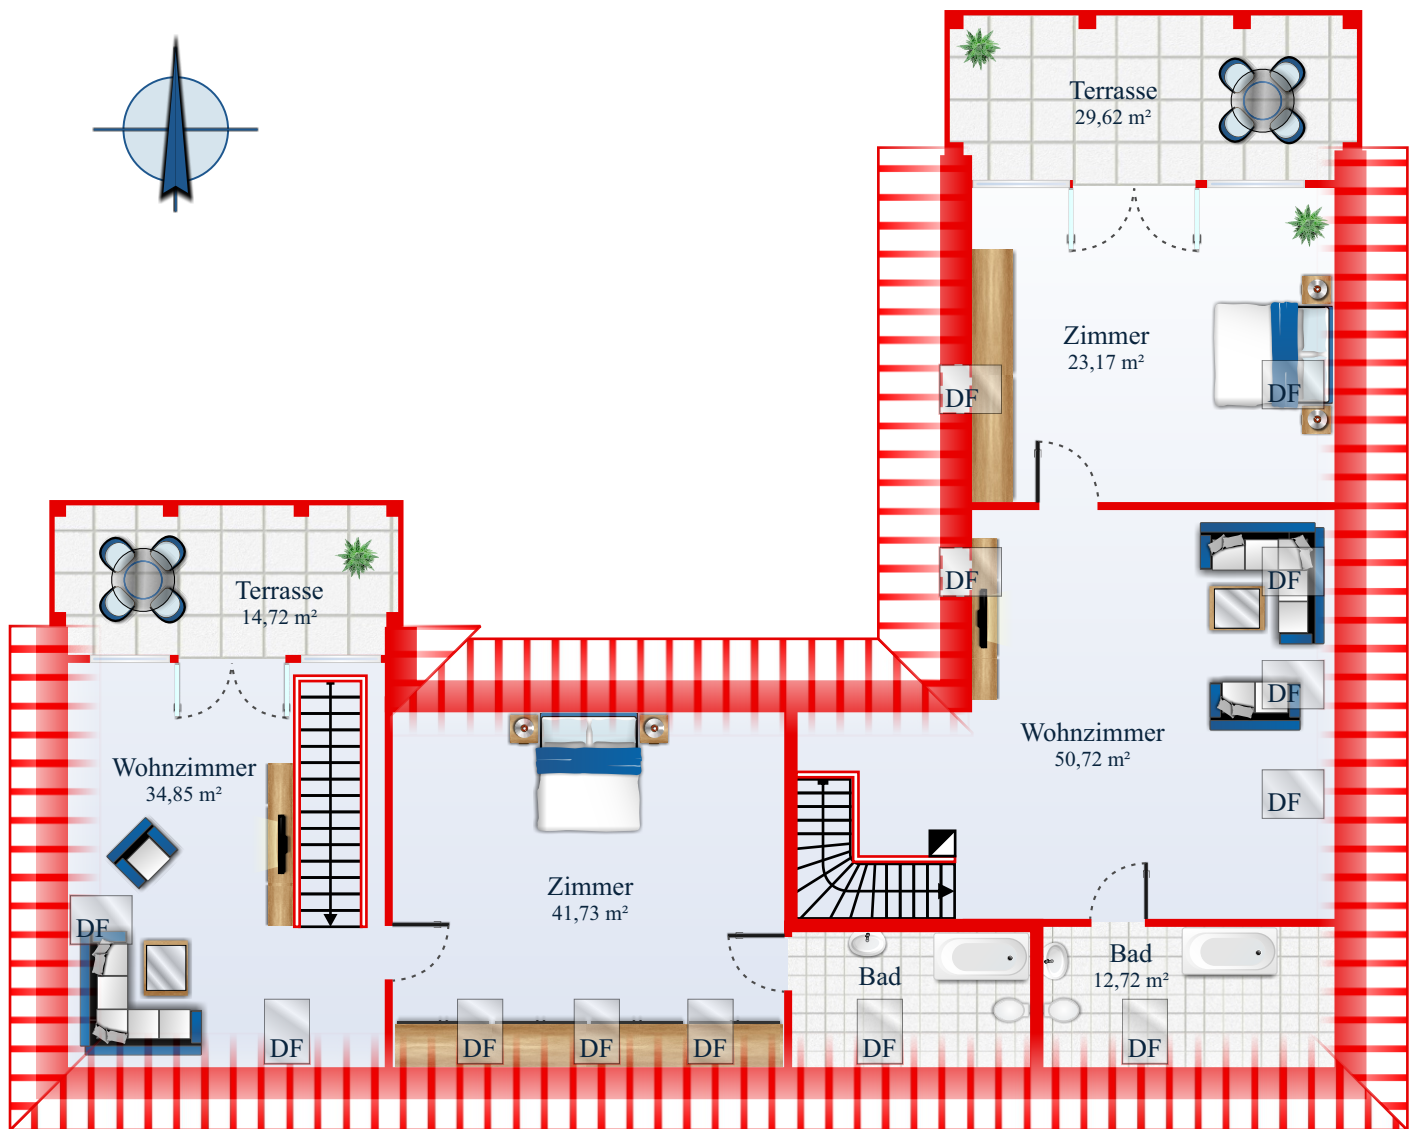 Terrasse
29,62 m²
Zimmer
23,17 m²
DF
DF
DF
DF
Terrasse
14,72 m²
DF
Wohnzimmer
50,72 m²
Wohnzimmer
34,85 m²
DF
Zimmer
41,73 m²
DF
Bad
12,72 m²
Bad
DF
DF
DF
DF
DF
DF